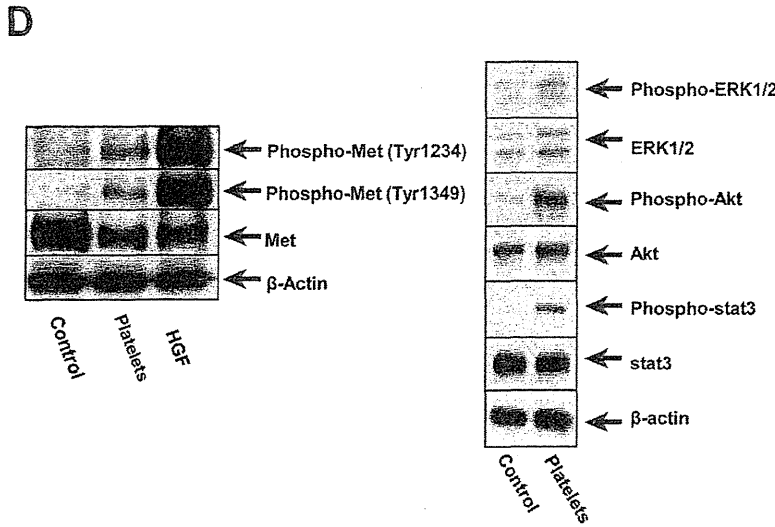 D
Phospho-Met (Tyr1234)
Phospho-Met (Tyr1349)
Met
β-Actin
Control
Platelets
HGF
Phospho-ERK1/2
ERK1/2
Phospho-Akt
Akt
Phospho-stat3
stat3
β-actin
Control
Platelets